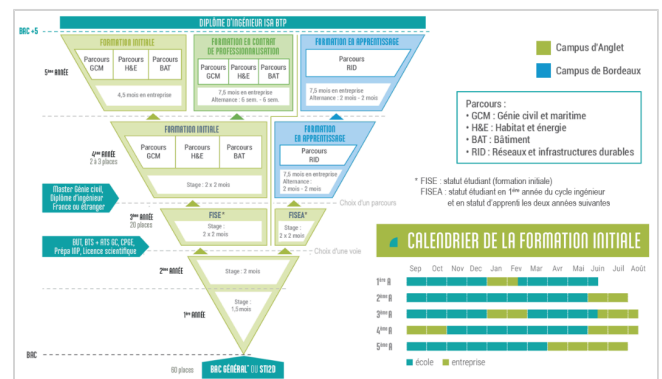 DIPLÔME D'INGÉNIEUR ISA BTP
BAC +5
FORMATION INITIALE
Parcours GCM
Parcours H&E
Parcours BAT
4,5 mois en entreprise
FORMATION EN CONTRAT
DE PROFESSIONNALISATION
Parcours GCM
Parcours H&E
Parcours BAT
7,5 mois en entreprise
Alternance : 6 sem. - 6 sem.
FORMATION EN APPRENTISSAGE
Parcours
RID
7,5 mois en entreprise
Alternance : 2 mois - 2 mois
5ème ANNÉE
FORMATION INITIALE
Parcours GCM
Parcours H&E
Parcours BAT
Stage : 2 x 2 mois
FORMATION
EN APPRENTISSAGE
Parcours
RID
7,5 mois en entreprise
Alternance :
2 mois - 2 mois
4ème ANNÉE
2 à 3 places
Choix d'un parcours
Master Génie civil,
Diplôme d'ingénieur
France ou étranger
3ème ANNÉE
20 places
FISE*
Stage :
2 x 2 mois
FISEA*
Stage :
2 x 2 mois
Choix d'une voie
BUT, BTS + ATS GC, CPGE,
Prépa INP, Licence scientifique
2ème ANNÉE
Stage : 2 mois
1ère ANNÉE
Stage :
1,5 mois
BAC
60 places
BAC GÉNÉRAL* OU STI2D
Campus d'Anglet
Campus de Bordeaux
Parcours :
• GCM : Génie civil et maritime
• H&E : Habitat et énergie
• BAT : Bâtiment
• RID : Réseaux et infrastructures durables
* FISE : statut étudiant (formation initiale)
FISEA : statut étudiant en 1ère année du cycle ingénieur
et en statut d'apprenti les deux années suivantes
CALENDRIER DE LA FORMATION INITIALE
Sep Oct Nov Dec Jan Fev Mar Avr Mai Juin Juil Août
1ère A
2ème A
3ème A
4ème A
5ème A
école entreprise